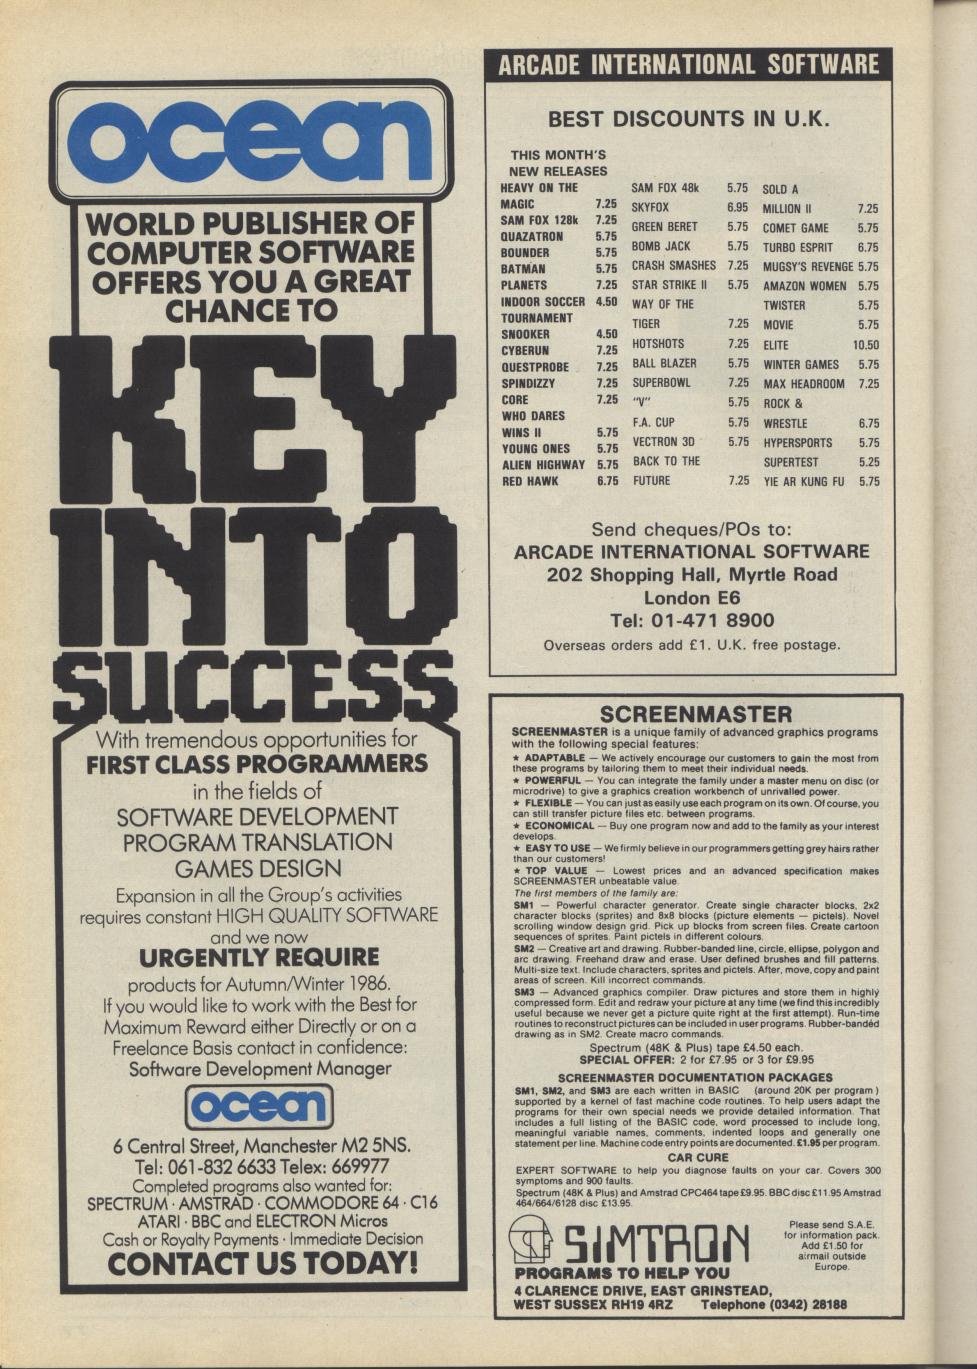 ocean
WORLD PUBLISHER OF
COMPUTER SOFTWARE
OFFERS YOU A GREAT
CHANCE TO
KEY
INTO
SUCCESS
With tremendous opportunities for
FIRST CLASS PROGRAMMERS
in the fields of
SOFTWARE DEVELOPMENT
PROGRAM TRANSLATION
GAMES DESIGN
Expansion in all the Group's activities
requires constant HIGH QUALITY SOFTWARE
and we now
URGENTLY REQUIRE
products for Autumn/Winter 1986.
If you would like to work with the Best for
Maximum Reward either Directly or on a
Freelance Basis contact in confidence:
Software Development Manager
ocean
6 Central Street, Manchester M2 5NS.
Tel: 061-832 6633 Telex: 669977
Completed programs also wanted for:
SPECTRUM · AMSTRAD · COMMODORE 64 · C16
ATARI · BBC and ELECTRON Micros
Cash or Royalty Payments · Immediate Decision
CONTACT US TODAY!
ARCADE INTERNATIONAL SOFTWARE
BEST DISCOUNTS IN U.K.
THIS MONTH'S
NEW RELEASES
HEAVY ON THE
MAGIC 7.25
SAM FOX 128k 7.25
QUAZATRON 5.75
BOUNDER 5.75
BATMAN 5.75
PLANETS 7.25
INDOOR SOCCER 4.50
TOURNAMENT
SNOOKER 4.50
CYBERUN 7.25
QUESTPROBE 7.25
SPINDIZZY 7.25
CORE 7.25
WHO DARES
WINS II 5.75
YOUNG ONES 5.75
ALIEN HIGHWAY 5.75
RED HAWK 6.75
SAM FOX 48k 5.75
SKYFOX 6.95
GREEN BERET 5.75
BOMB JACK 5.75
CRASH SMASHES 7.25
STAR STRIKE II 5.75
WAY OF THE
TIGER 7.25
HOTSHOTS 7.25
BALL BLAZER 5.75
SUPERBOWL 7.25
"V" 5.75
F.A. CUP 5.75
VECTRON 3D 5.75
BACK TO THE
FUTURE 7.25
SOLD A
MILLION II 7.25
COMET GAME 5.75
TURBO ESPRIT 6.75
MUGSY'S REVENGE 5.75
AMAZON WOMEN 5.75
TWISTER 5.75
MOVIE 5.75
ELITE 10.50
WINTER GAMES 5.75
MAX HEADROOM 7.25
ROCK &
WRESTLE 6.75
HYPERSPORTS 5.75
SUPERTEST 5.25
YIE AR KUNG FU 5.75
Send cheques/POs to:
ARCADE INTERNATIONAL SOFTWARE
202 Shopping Hall, Myrtle Road
London E6
Tel: 01-471 8900
Overseas orders add £1. U.K. free postage.
SCREENMASTER
SCREENMASTER is a unique family of advanced graphics programs
with the following special features:
★ ADAPTABLE — We actively encourage our customers to gain the most from
these programs by tailoring them to meet their individual needs.
★ POWERFUL — You can integrate the family under a master menu on disc (or
microdrive) to give a graphics creation workbench of unrivalled power.
★ FLEXIBLE — You can just as easily use each program on its own. Of course, you
can still transfer picture files etc. between programs.
★ ECONOMICAL — Buy one program now and add to the family as your interest
develops.
★ EASY TO USE — We firmly believe in our programmers getting grey hairs rather
than our customers!
★ TOP VALUE — Lowest prices and an advanced specification makes
SCREENMASTER unbeatable value.
The first members of the family are:
SM1 — Powerful character generator. Create single character blocks, 2x2
character blocks (sprites) and 8x8 blocks (picture elements — pictels). Novel
scrolling window design grid. Pick up blocks from screen files. Create cartoon
sequences of sprites. Paint pictels in different colours.
SM2 — Creative art and drawing. Rubber-banded line, circle, ellipse, polygon and
arc drawing. Freehand draw and erase. User defined brushes and fill patterns.
Multi-size text. Include characters, sprites and pictels. After, move, copy and paint
areas of screen. Kill incorrect commands.
SM3 — Advanced graphics compiler. Draw pictures and store them in highly
compressed form. Edit and redraw your picture at any time (we find this incredibly
useful because we never get a picture quite right at the first attempt). Run-time
routines to reconstruct pictures can be included in user programs. Rubber-banded
drawing as in SM2. Create macro commands.
Spectrum (48K & Plus) tape £4.50 each.
SPECIAL OFFER: 2 for £7.95 or 3 for £9.95
SCREENMASTER DOCUMENTATION PACKAGES
SM1, SM2, and SM3 are each written in BASIC (around 20K per program)
supported by a kernel of fast machine code routines. To help users adapt the
programs for their own special needs we provide detailed information. That
includes a full listing of the BASIC code, word processed to include long,
meaningful variable names, comments, indented loops and generally one
statement per line. Machine code entry points are documented. £1.95 per program.
CAR CURE
EXPERT SOFTWARE to help you diagnose faults on your car. Covers 300
symptoms and 900 faults.
Spectrum (48K & Plus) and Amstrad CPC464 tape £9.95. BBC disc £11.95 Amstrad
464/664/6128 disc £13.95.
SIMTRON
PROGRAMS TO HELP YOU
Please send S.A.E.
for information pack.
Add £1.50 for
airmail outside
Europe.
4 CLARENCE DRIVE, EAST GRINSTEAD,
WEST SUSSEX RH19 4RZ Telephone (0342) 28188